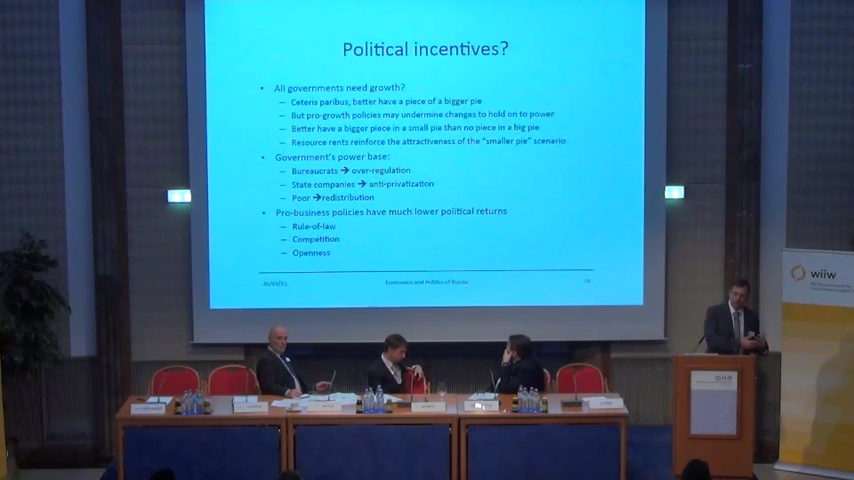 Political incentives?
• All governments need growth?
– Ceteris paribus, better have a piece of a bigger pie
– But pro-growth policies may undermine changes to hold on to power
– Better have a bigger piece in a small pie than no piece in a big pie
– Resource rents reinforce the attractiveness of the "smaller pie" scenario
• Government's power base:
– Bureaucrats → over-regulation
– State companies → anti-privatization
– Poor →redistribution
• Pro-business policies have much lower political returns
– Rule-of-law
– Competition
– Openness
Economics and Politics of Russia
wiiw